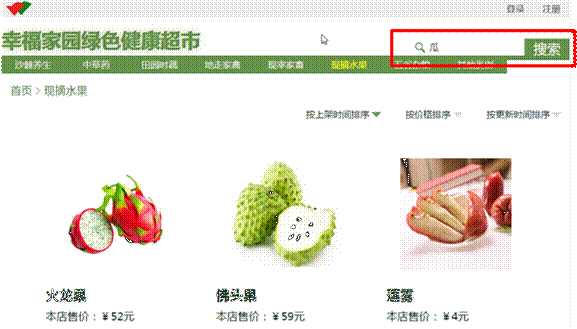 登录 注册
幸福家园绿色健康超市
瓜 搜索
沙棘养生 中草药 田园时蔬 地走家禽 现宰家畜 现摘水果
首页 > 现摘水果
按上架时间排序 按价格排序 按更新时间排序
火龙果 佛头果 莲雾
本店售价：￥52元 本店售价：￥59元 本店售价：￥4元